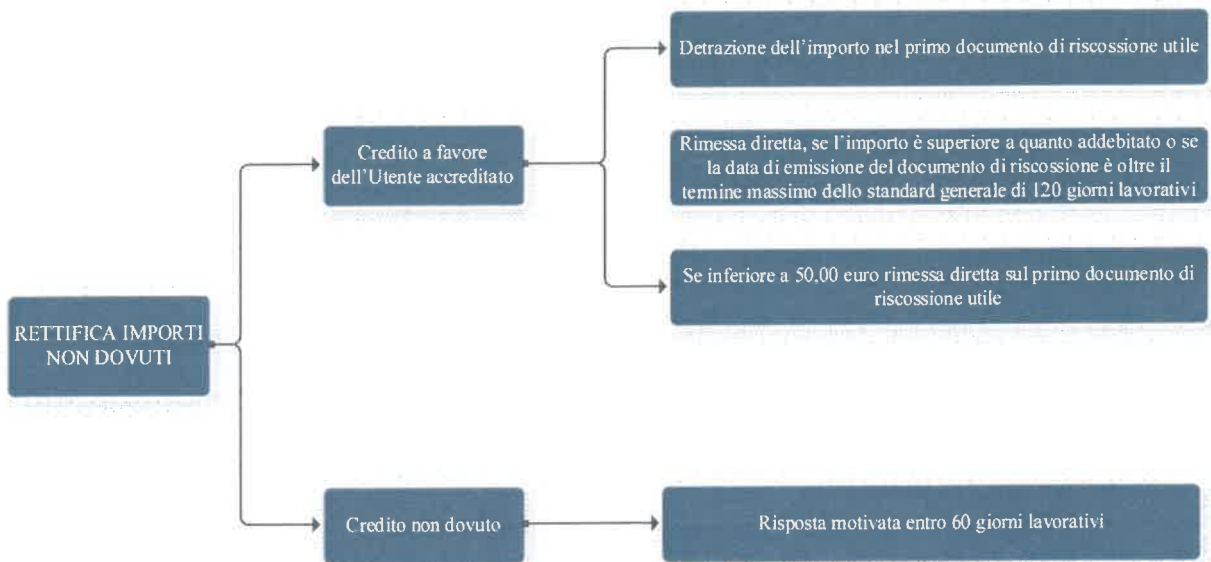 Detrazione dell'importo nel primo documento di riscossione utile
Credito a favore
dell'Utente accreditato
Rimessa diretta, se l'importo è superiore a quanto addebitato o se
la data di emissione del documento di riscossione è oltre il
termine massimo dello standard generale di 120 giorni lavorativi
Se inferiore a 50,00 euro rimessa diretta sul primo documento di
riscossione utile
RETTIFICA IMPORTI
NON DOVUTI
Credito non dovuto
Risposta motivata entro 60 giorni lavorativi